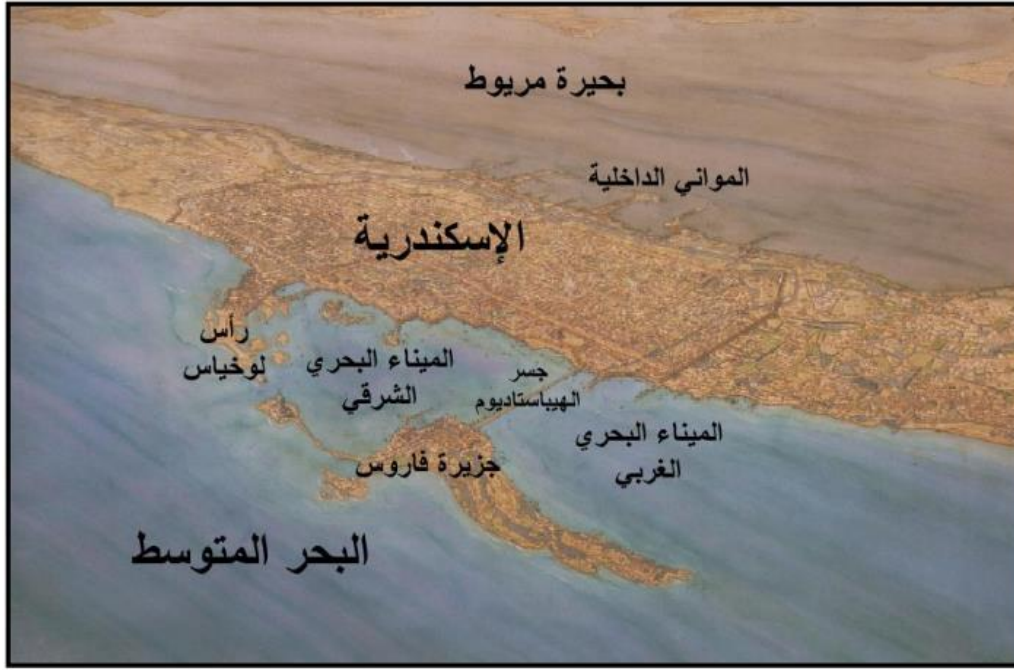 بحيرة مريوط
المواني الداخلية
الإسكندرية
رأس
لوخياس
الميناء البحري
الشرقي
جسر
الهيباستاديوم
الميناء البحري
الغربي
جزيرة فاروس
البحر المتوسط